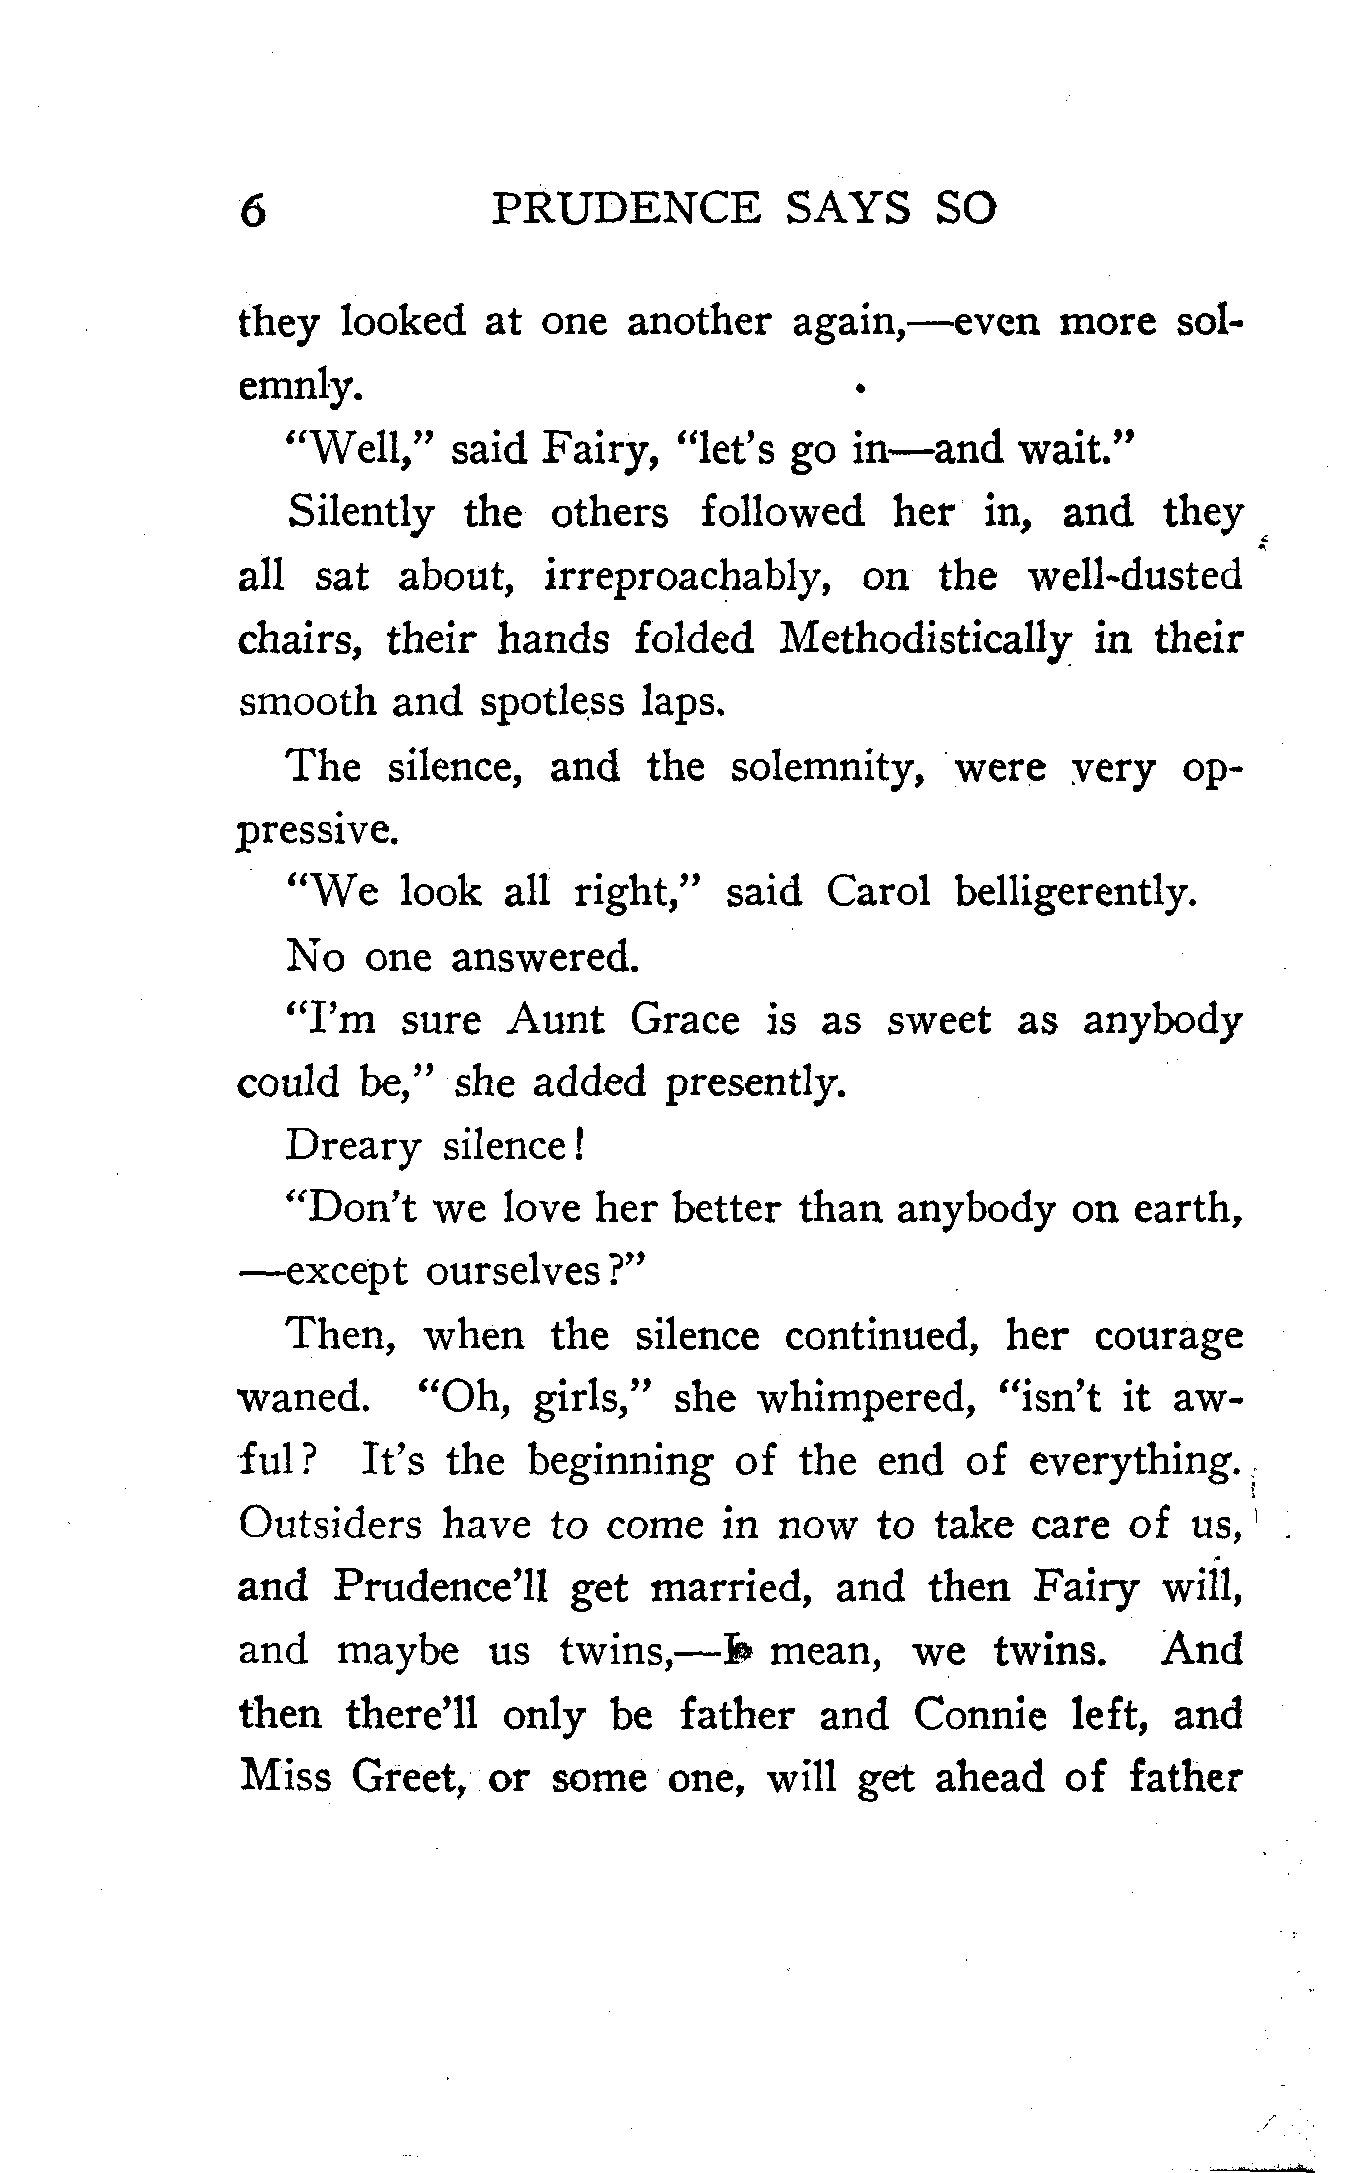 6 PRUDENCE SAYS SO
they looked at one another again,—even more sol-
emnly.
“Well,” said Fairy, “let’s go in—and wait.”
Silently the others followed her in, and they
all sat about, irreproachably, on the well-dusted
chairs, their hands folded Methodistically in their
smooth and spotless laps.
The silence, and the solemnity, were very op-
pressive.
“We look all right,” said Carol belligerently.
No one answered.
“I’m sure Aunt Grace is as sweet as anybody
could be,” she added presently.
Dreary silence!
“Don’t we love her better than anybody on earth,
—except ourselves?”
Then, when the silence continued, her courage
waned. “Oh, girls,” she whimpered, “isn’t it aw-
ful? It’s the beginning of the end of everything.
Outsiders have to come in now to take care of us,
and Prudence’ll get married, and then Fairy will,
and maybe us twins,—I mean, we twins. And
then there’ll only be father and Connie left, and
Miss Greet, or some one, will get ahead of father